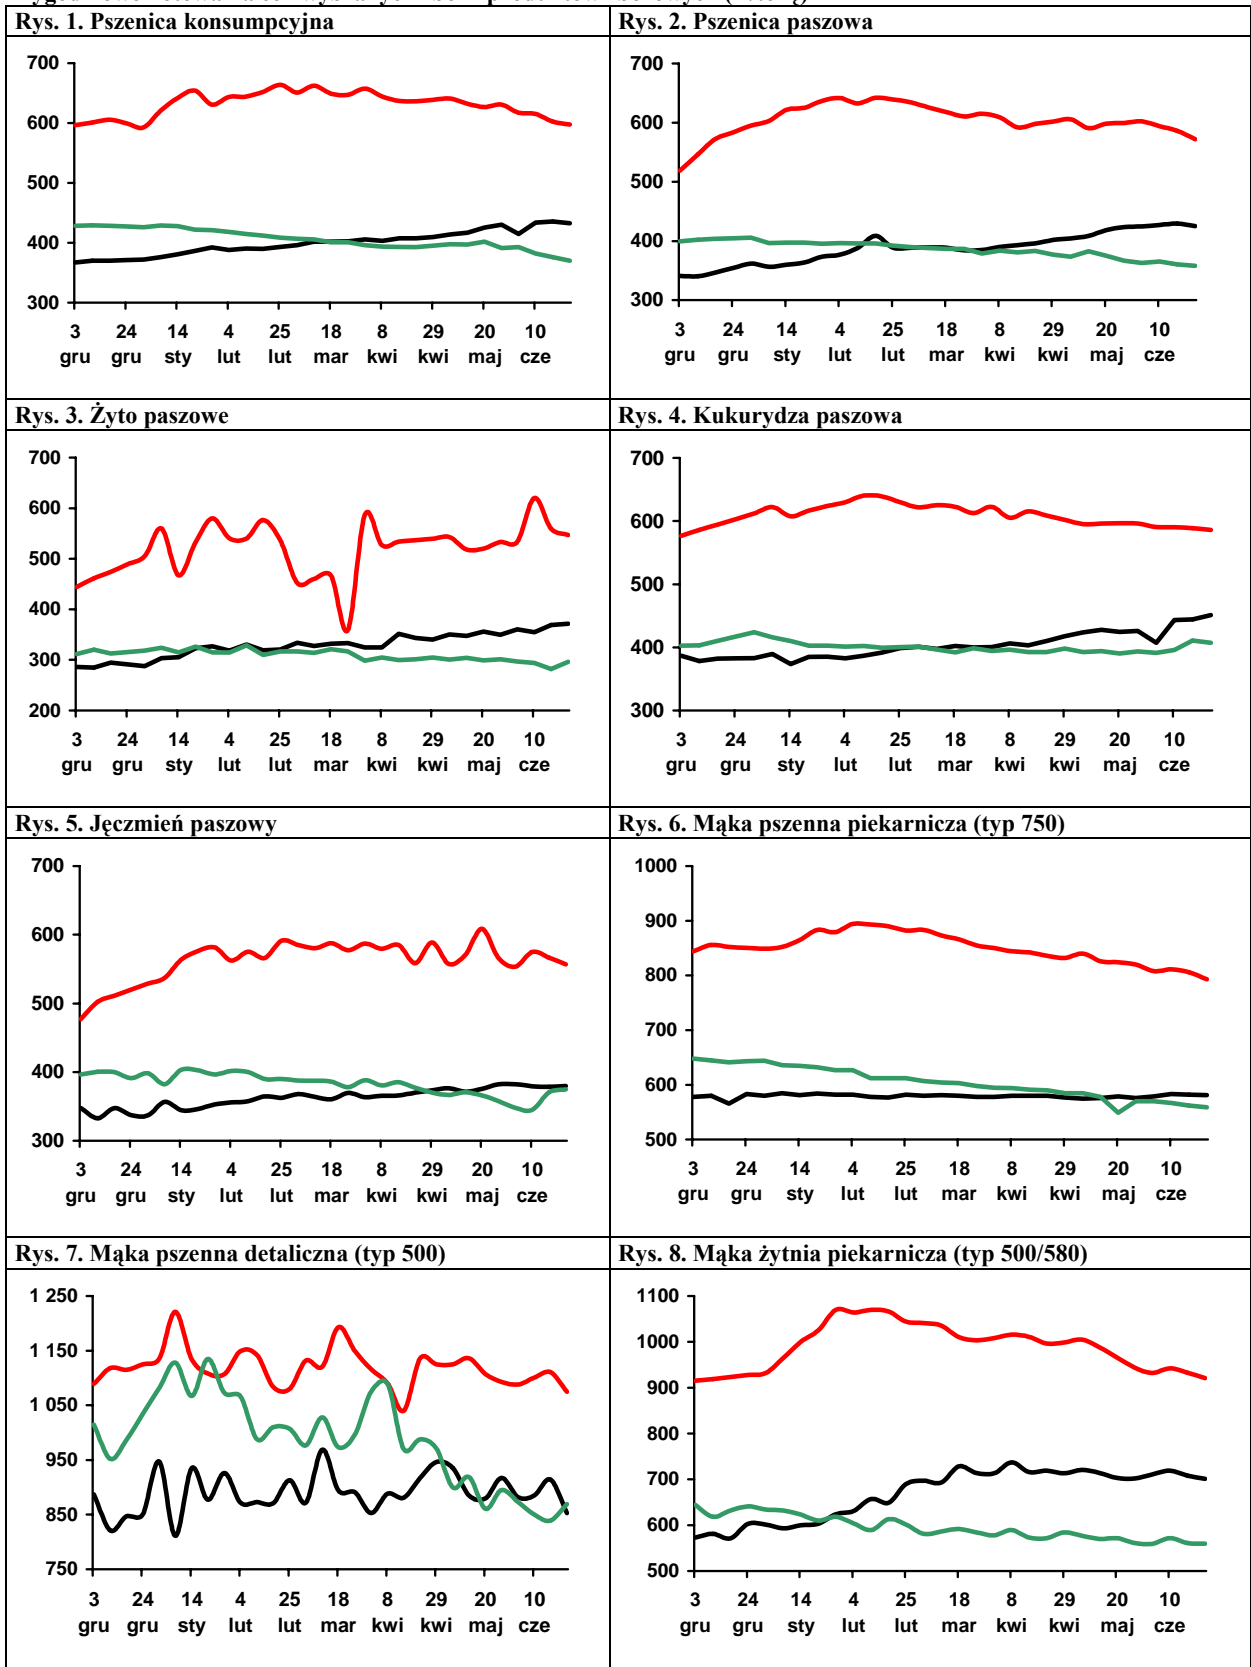 Rys. 1. Pszenica konsumpcyjna
700
600
500
400
300
3 24 14 4 25 18 8 29 20 10
gru gru sty lut lut mar kwi kwi maj cze
Rys. 2. Pszenica paszowa
700
600
500
400
300
3 24 14 4 25 18 8 29 20 10
gru gru sty lut lut mar kwi kwi maj cze
Rys. 3. Żyto paszowe
700
600
500
400
300
200
3 24 14 4 25 18 8 29 20 10
gru gru sty lut lut mar kwi kwi maj cze
Rys. 4. Kukurydza paszowa
700
600
500
400
300
3 24 14 4 25 18 8 29 20 10
gru gru sty lut lut mar kwi kwi maj cze
Rys. 5. Jęczmień paszowy
700
600
500
400
300
3 24 14 4 25 18 8 29 20 10
gru gru sty lut lut mar kwi kwi maj cze
Rys. 6. Mąka pszenna piekarnicza (typ 750)
1000
900
800
700
600
500
3 24 14 4 25 18 8 29 20 10
gru gru sty lut lut mar kwi kwi maj cze
Rys. 7. Mąka pszenna detaliczna (typ 500)
1 250
1 150
1 050
950
850
750
3 24 14 4 25 18 8 29 20 10
gru gru sty lut lut mar kwi kwi maj cze
Rys. 8. Mąka żytnia piekarnicza (typ 500/580)
1100
1000
900
800
700
600
500
3 24 14 4 25 18 8 29 20 10
gru gru sty lut lut mar kwi kwi maj cze